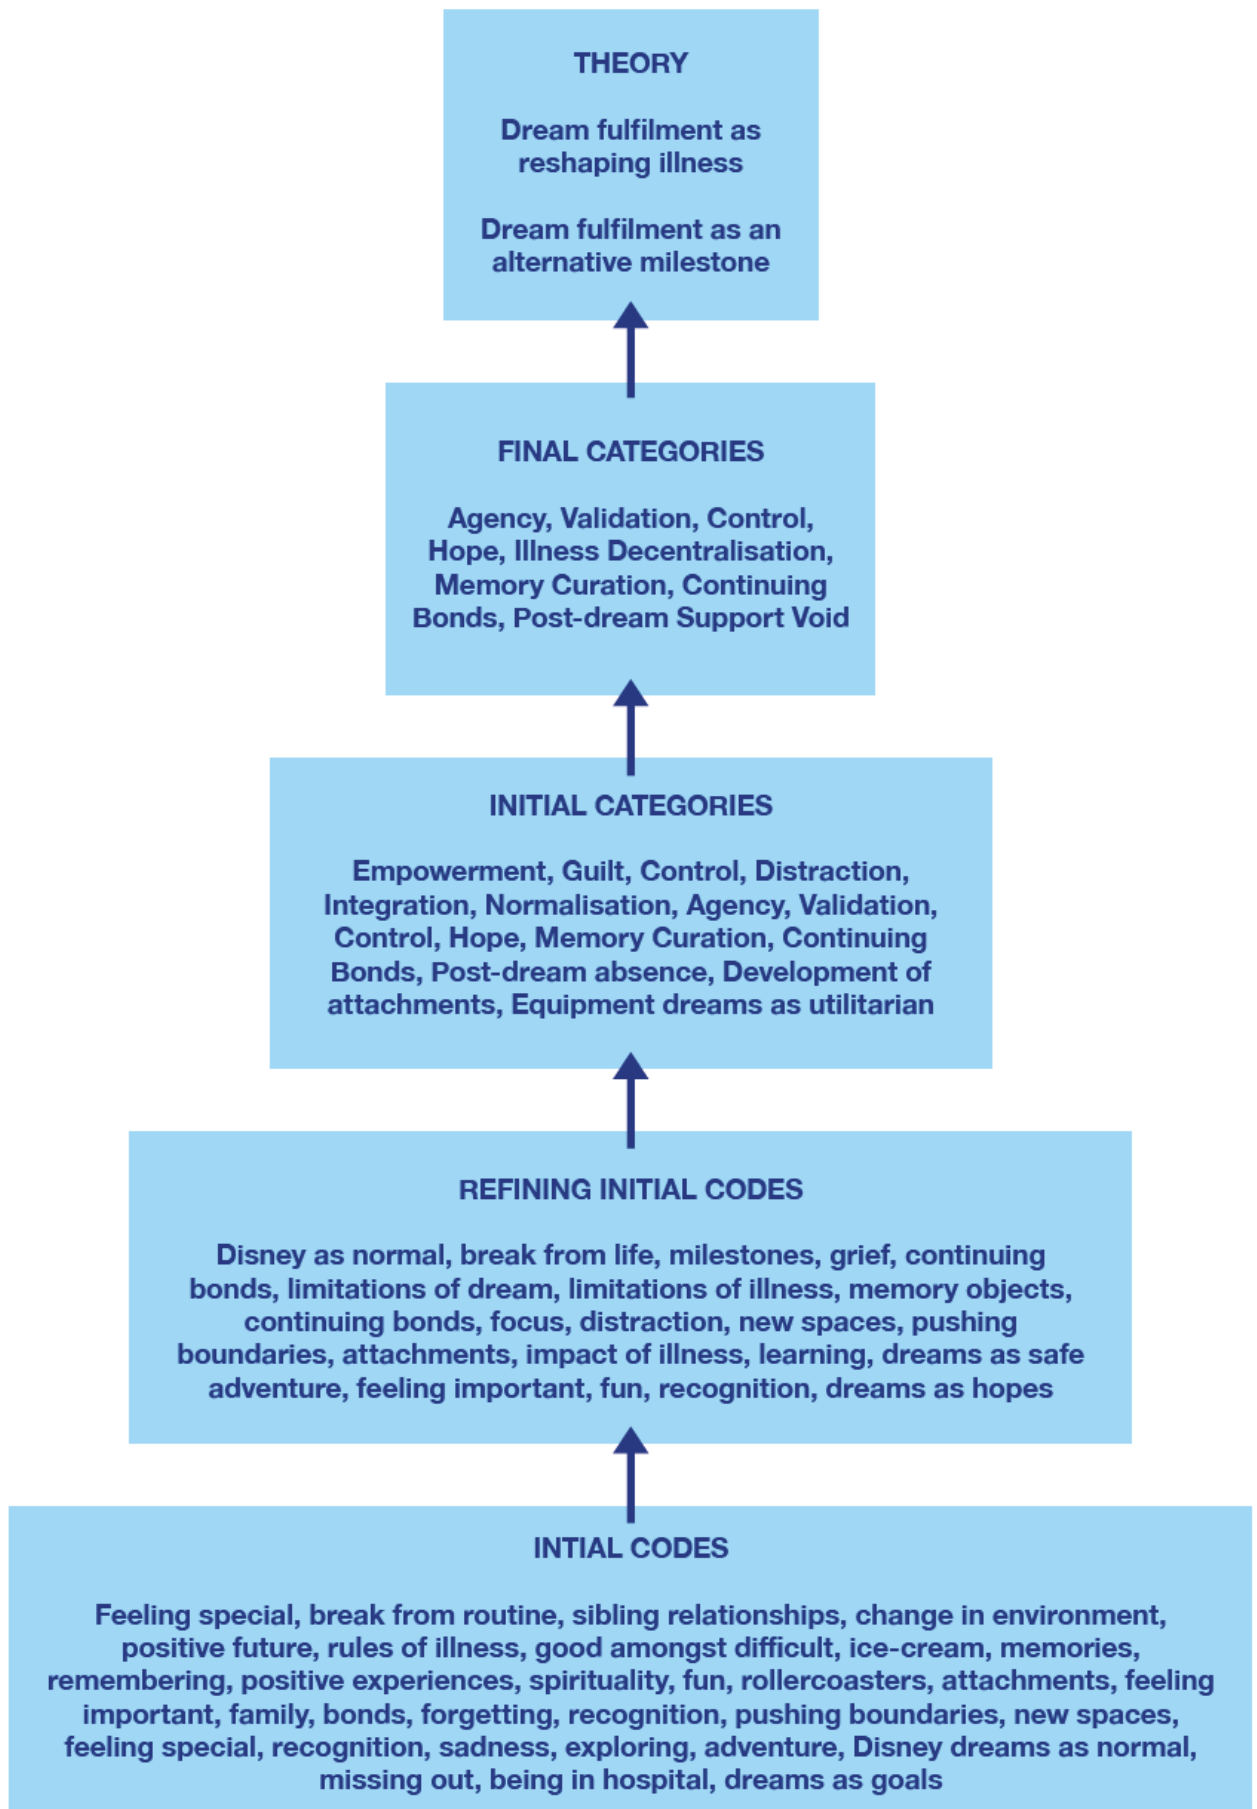 THEORY
Dream fulfilment as
reshaping illness
Dream fulfilment as an
alternative milestone
FINAL CATEGORIES
Agency, Validation, Control,
Hope, Illness Decentralisation,
Memory Curation, Continuing
Bonds, Post-dream Support Void
INITIAL CATEGORIES
Empowerment, Guilt, Control, Distraction,
Integration, Normalisation, Agency, Validation,
Control, Hope, Memory Curation, Continuing
Bonds, Post-dream absence, Development of
attachments, Equipment dreams as utilitarian
REFINING INITIAL CODES
Disney as normal, break from life, milestones, grief, continuing
bonds, limitations of dream, limitations of illness, memory objects,
continuing bonds, focus, distraction, new spaces, pushing
boundaries, attachments, impact of illness, learning, dreams as safe
adventure, feeling important, fun, recognition, dreams as hopes
INTIAL CODES
Feeling special, break from routine, sibling relationships, change in environment,
positive future, rules of illness, good amongst difficult, ice-cream, memories,
remembering, positive experiences, spirituality, fun, rollercoasters, attachments, feeling
important, family, bonds, forgetting, recognition, pushing boundaries, new spaces,
feeling special, recognition, sadness, exploring, adventure, Disney dreams as normal,
missing out, being in hospital, dreams as goals